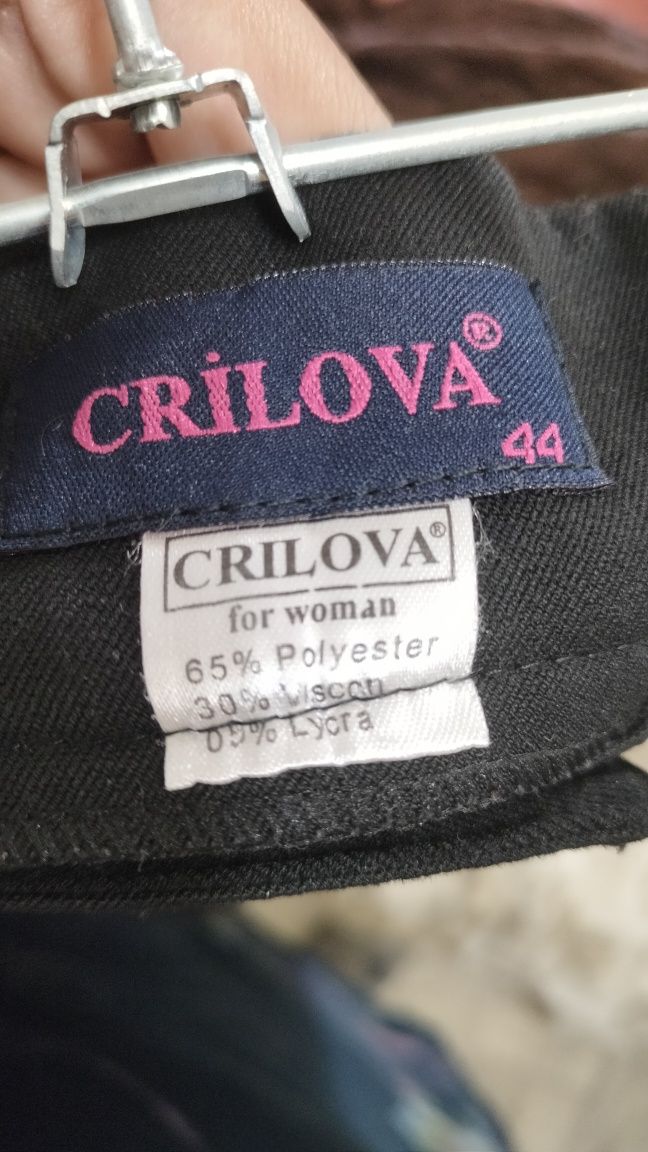 CRİLOVA®
44
CRILOVA®
for woman
65% Polyester
30% Viscon
05% Lycra